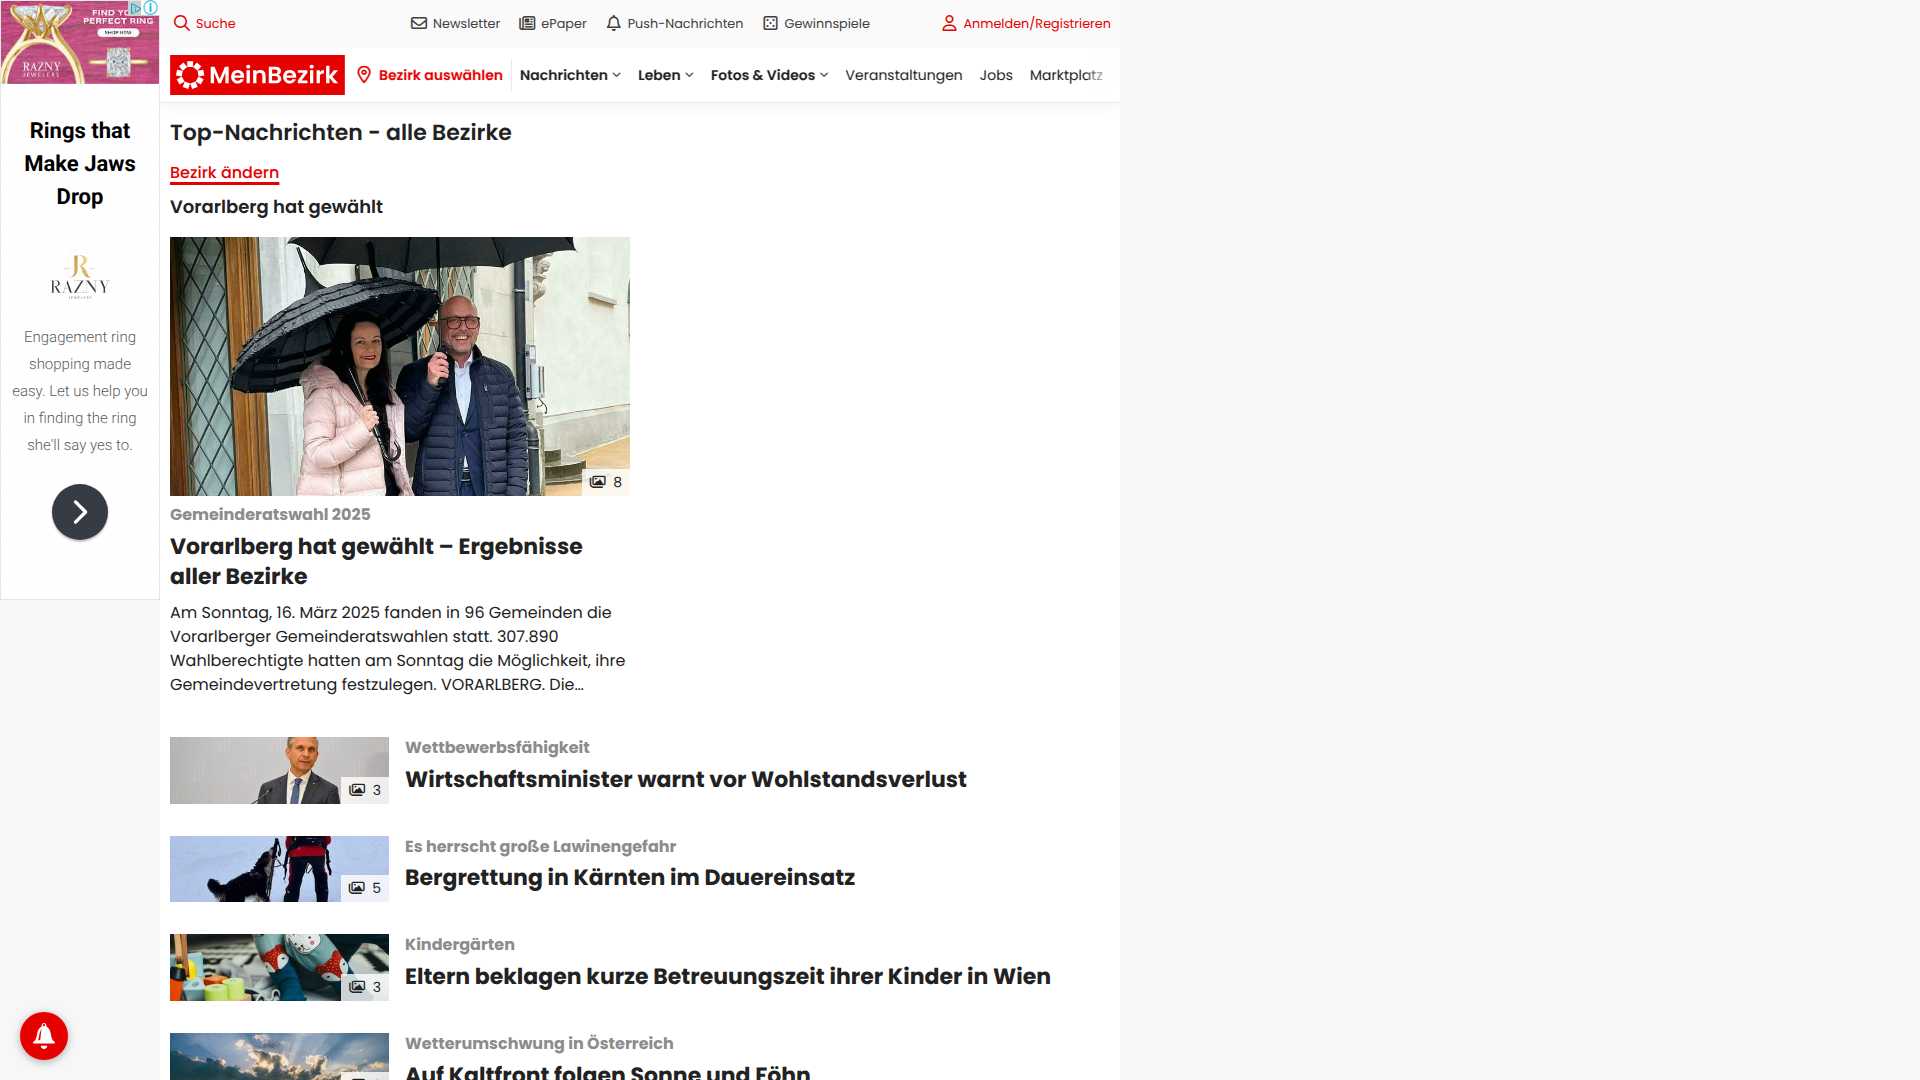 FIND YO
PERFECT RING
SHOP NOW
RAZNY
JEWELERS
Rings that
Make Jaws
Drop
RAZNY
JEWELERS
Engagement ring
shopping made
easy. Let us help you
in finding the ring
she'll say yes to.
Suche
Newsletter
ePaper
Push-Nachrichten
Gewinnspiele
Anmelden/Registrieren
MeinBezirk
Bezirk auswählen
Nachrichten
Leben
Fotos & Videos
Veranstaltungen
Jobs
Marktplatz
Top-Nachrichten - alle Bezirke
Bezirk ändern
Vorarlberg hat gewählt
8
Gemeinderatswahl 2025
Vorarlberg hat gewählt – Ergebnisse
aller Bezirke
Am Sonntag, 16. März 2025 fanden in 96 Gemeinden die
Vorarlberger Gemeinderatswahlen statt. 307.890
Wahlberechtigte hatten am Sonntag die Möglichkeit, ihre
Gemeindevertretung festzulegen. VORARLBERG. Die...
3
Wettbewerbsfähigkeit
Wirtschaftsminister warnt vor Wohlstandsverlust
5
Es herrscht große Lawinengefahr
Bergrettung in Kärnten im Dauereinsatz
3
Kindergärten
Eltern beklagen kurze Betreuungszeit ihrer Kinder in Wien
Wetterumschwung in Österreich
Auf Kaltfront folgen Sonne und Föhn